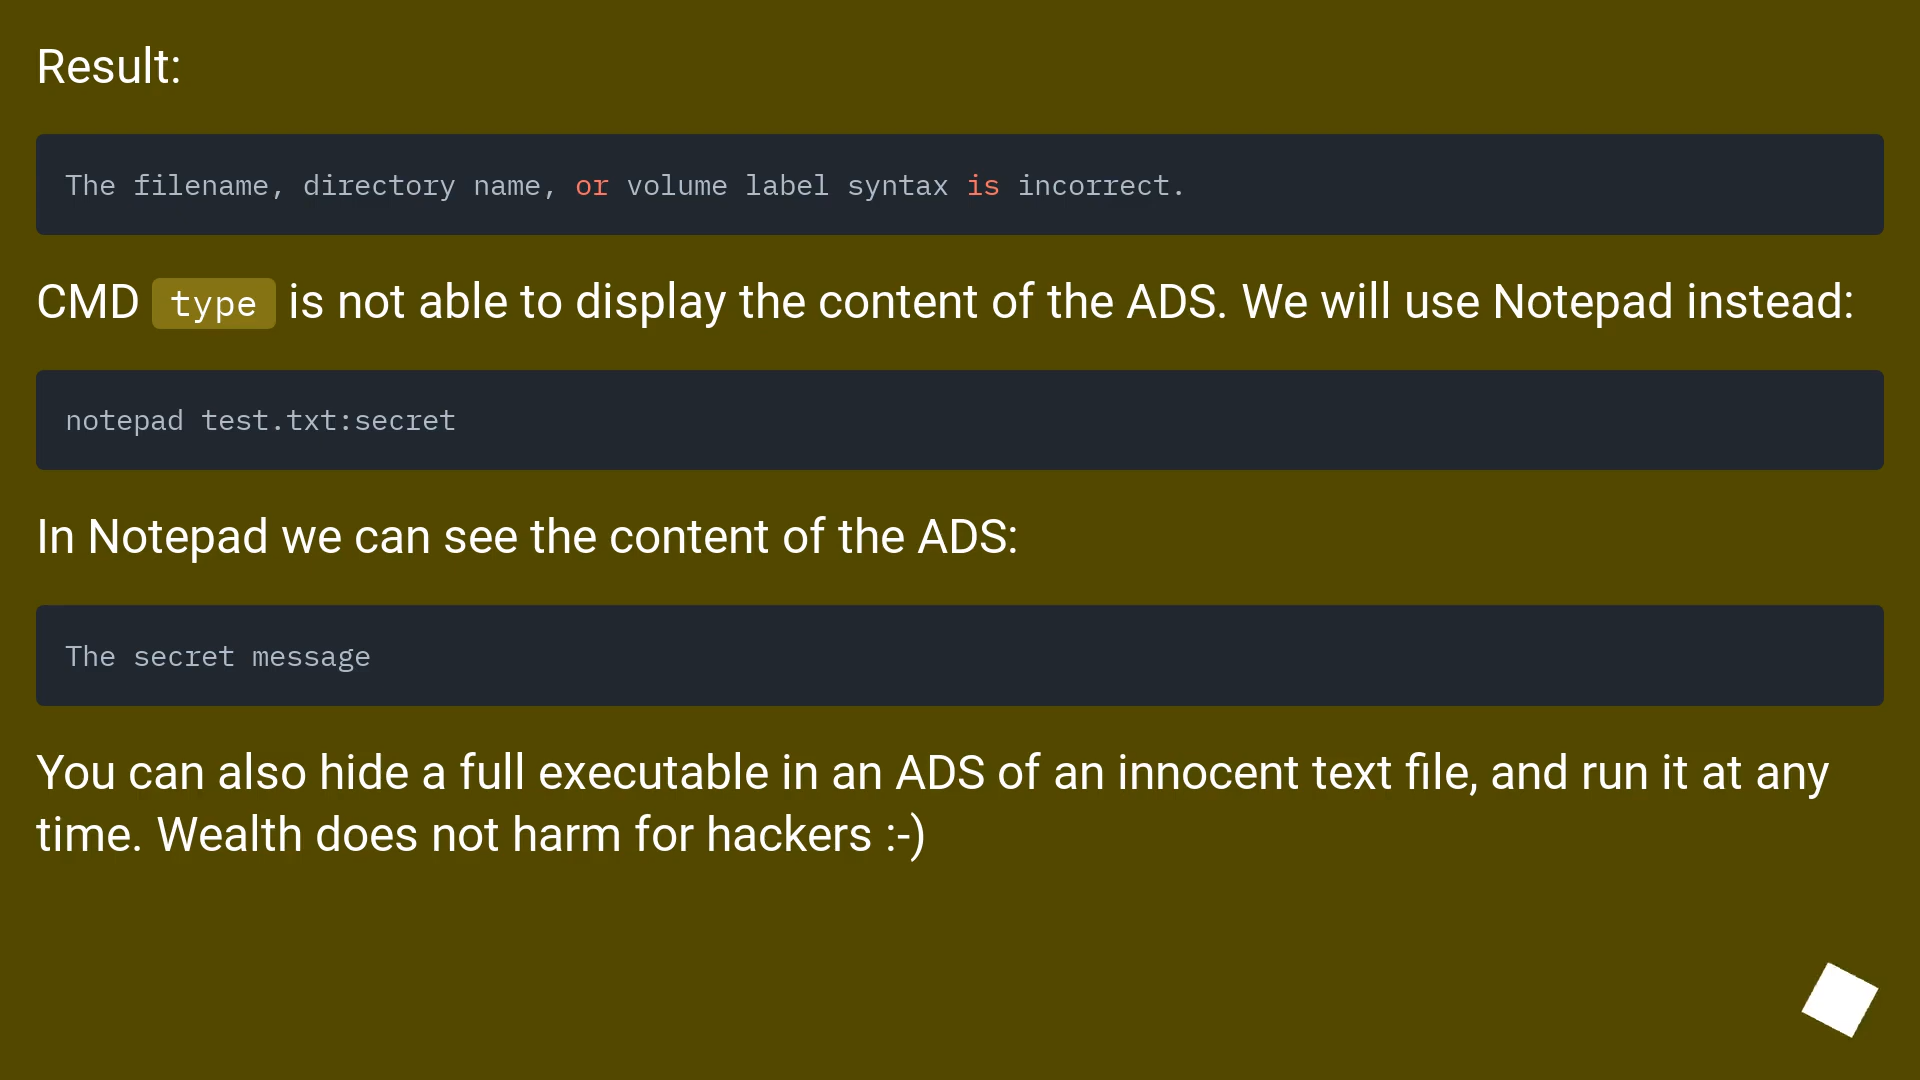 Result:
The filename, directory name, or volume label syntax is incorrect.
CMD type is not able to display the content of the ADS. We will use Notepad instead:
notepad test.txt:secret
In Notepad we can see the content of the ADS:
The secret message
You can also hide a full executable in an ADS of an innocent text file, and run it at any
time. Wealth does not harm for hackers :-)